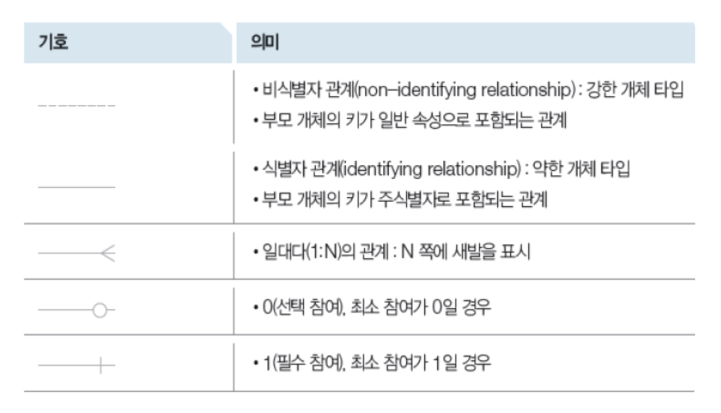 기호
의미
• 비식별자 관계(non-identifying relationship) : 강한 개체 타입
• 부모 개체의 키가 일반 속성으로 포함되는 관계
• 식별자 관계(identifying relationship) : 약한 개체 타입
• 부모 개체의 키가 주식별자로 포함되는 관계
• 일대다(1:N)의 관계 : N 쪽에 새발을 표시
• 0(선택 참여), 최소 참여가 0일 경우
• 1(필수 참여), 최소 참여가 1일 경우